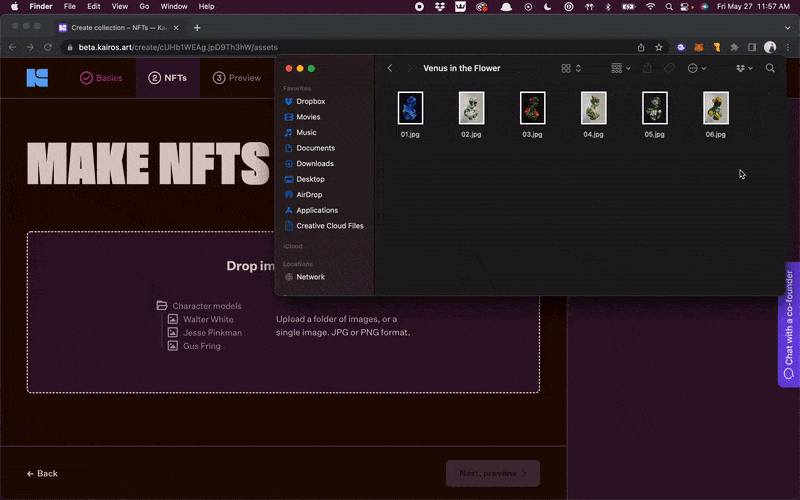 Finder File Edit View Go Window Help
Fri May 27 11:57 AM
Create collection – NFTs – Ka
beta.kairos.art/create/cUHb1WEAg.jpD9Th3hW/assets
Basics
2 NFTs
3 Preview
MAKE NFTS
Drop im
Character models
Walter White
Jesse Pinkman
Gus Fring
Upload a folder of images, or a
single image. JPG or PNG format.
← Back
Next, preview
Venus in the Flower
Favorites
Dropbox
Movies
Music
Documents
Downloads
Desktop
AirDrop
Applications
Creative Cloud Files
iCloud
Locations
Network
01.jpg 02.jpg 03.jpg 04.jpg 05.jpg 06.jpg
Chat with a co-founder